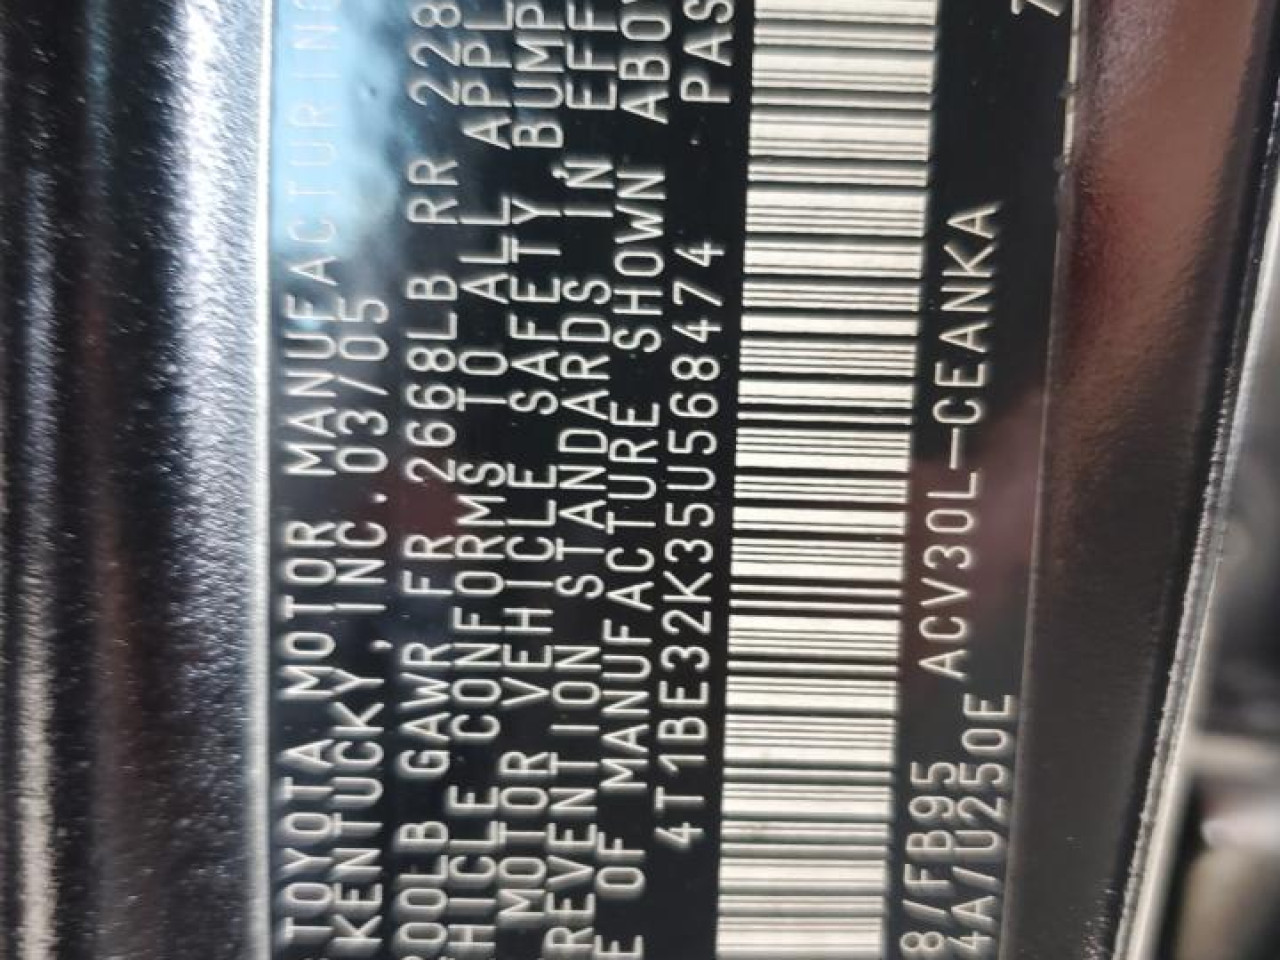 TOYOTA MOTOR MANUFACTURING
KENTUCKY, INC. 03/05
00LB GAWR FR 2668LB RR 228
HICLE CONFORMS TO ALL APPL
MOTOR VEHICLE SAFETY, BUMP
REVENTION STANDARDS IN EFF
E OF MANUFACTURE SHOWN ABOV
4T1BE32K35U568474 PAS
8/FB95 ACV30L-CEANKA 7
4A/U250E